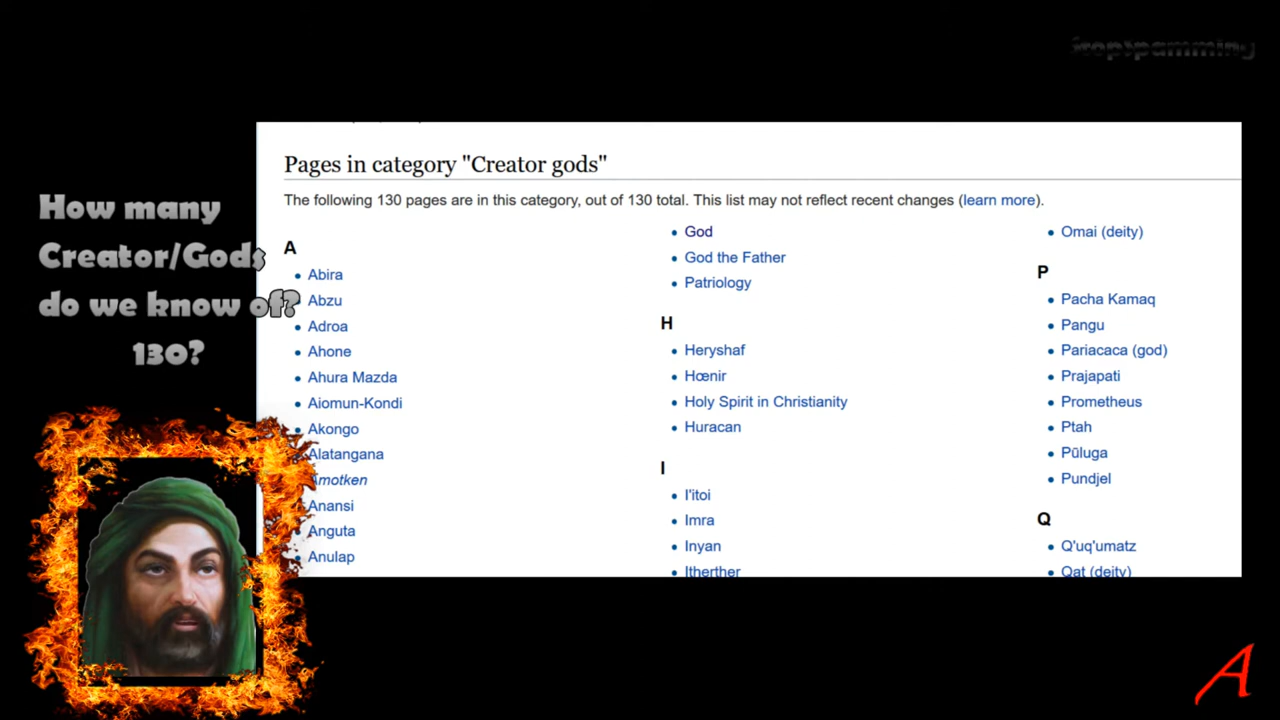 StopSpamming
How many
Creator/Gods
do we know of?
130?
Pages in category "Creator gods"
The following 130 pages are in this category, out of 130 total. This list may not reflect recent changes (learn more).
A
Abira
Abzu
Adroa
Ahone
Ahura Mazda
Aiomun-Kondi
Akongo
Alatangana
Amotken
Anansi
Anguta
Anulap
God
God the Father
Patriology
H
Heryshaf
Hœnir
Holy Spirit in Christianity
Huracan
I
I'itoi
Imra
Inyan
Itherther
Omai (deity)
P
Pacha Kamaq
Pangu
Pariacaca (god)
Prajapati
Prometheus
Ptah
Pūluga
Pundjel
Q
Q'uq'umatz
Qat (deity)
A